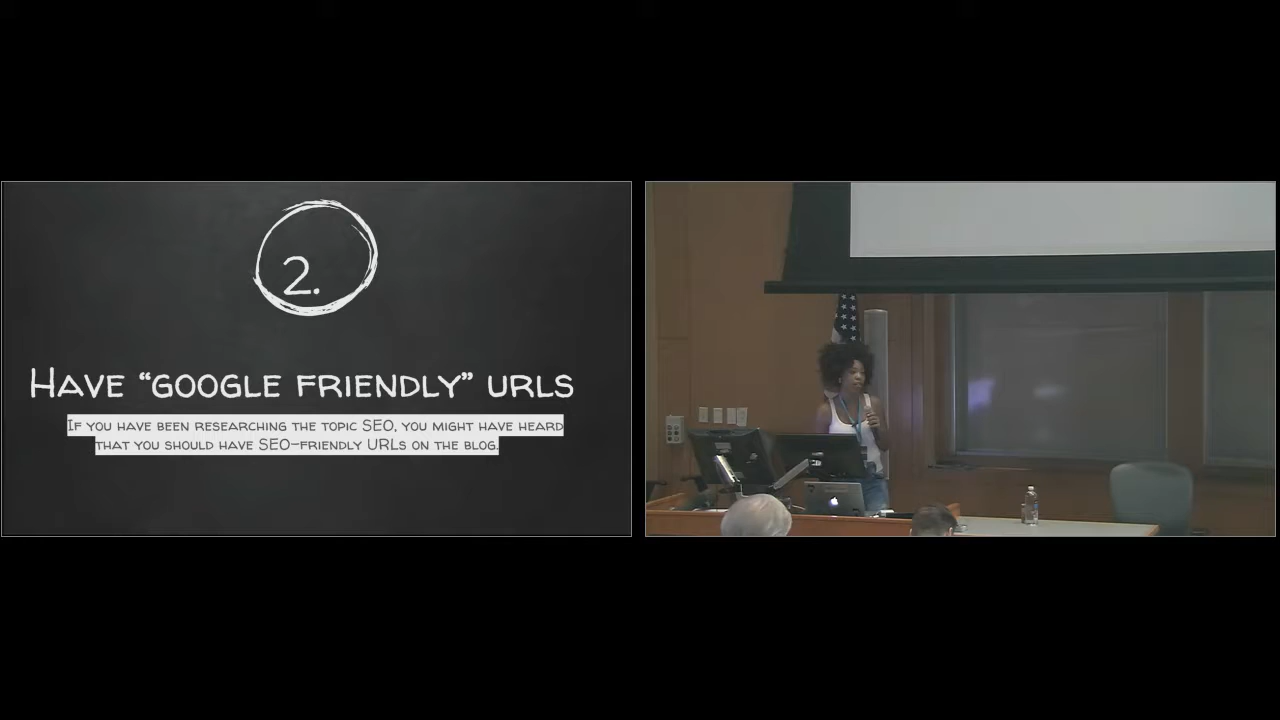 2.
Have “google friendly” urls
If you have been researching the topic SEO, you might have heard
that you should have SEO-friendly URLs on the blog.